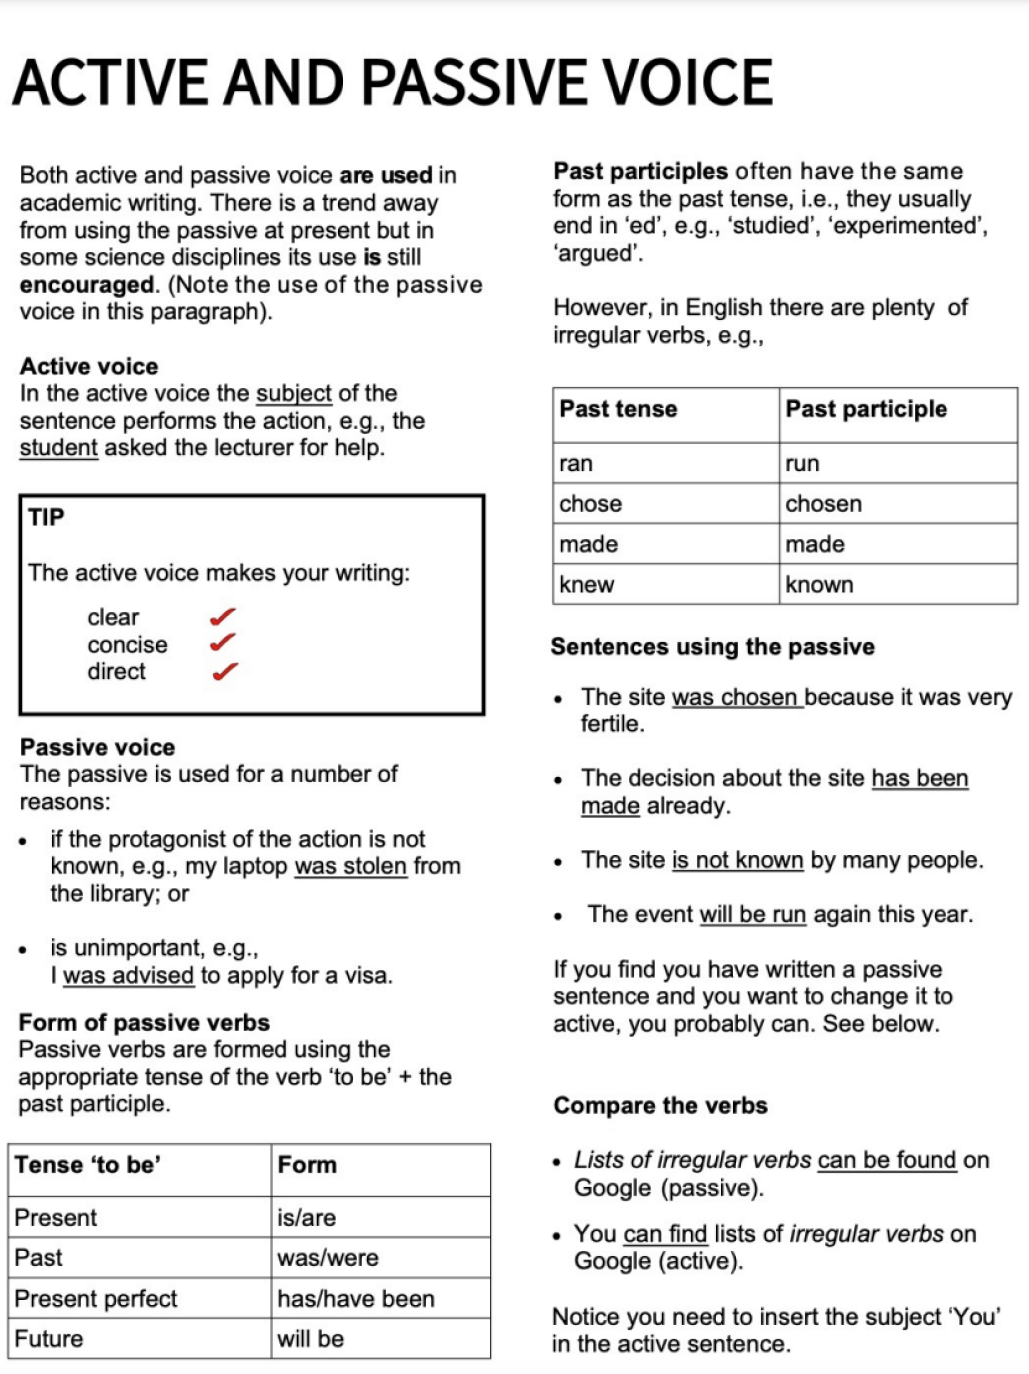 ACTIVE AND PASSIVE VOICE
Both active and passive voice are used in
academic writing. There is a trend away
from using the passive at present but in
some science disciplines its use is still
encouraged. (Note the use of the passive
voice in this paragraph).
Active voice
In the active voice the subject of the
sentence performs the action, e.g., the
student asked the lecturer for help.
TIP
The active voice makes your writing:
clear ✓
concise ✓
direct ✓
Passive voice
The passive is used for a number of
reasons:
• if the protagonist of the action is not
known, e.g., my laptop was stolen from
the library; or
• is unimportant, e.g.,
I was advised to apply for a visa.
Form of passive verbs
Passive verbs are formed using the
appropriate tense of the verb ‘to be’ + the
past participle.
Tense ‘to be’ Form
Present is/are
Past was/were
Present perfect has/have been
Future will be
Past participles often have the same
form as the past tense, i.e., they usually
end in ‘ed’, e.g., ‘studied’, ‘experimented’,
‘argued’.
However, in English there are plenty of
irregular verbs, e.g.,
Past tense Past participle
ran run
chose chosen
made made
knew known
Sentences using the passive
• The site was chosen because it was very
fertile.
• The decision about the site has been
made already.
• The site is not known by many people.
• The event will be run again this year.
If you find you have written a passive
sentence and you want to change it to
active, you probably can. See below.
Compare the verbs
• Lists of irregular verbs can be found on
Google (passive).
• You can find lists of irregular verbs on
Google (active).
Notice you need to insert the subject ‘You’
in the active sentence.